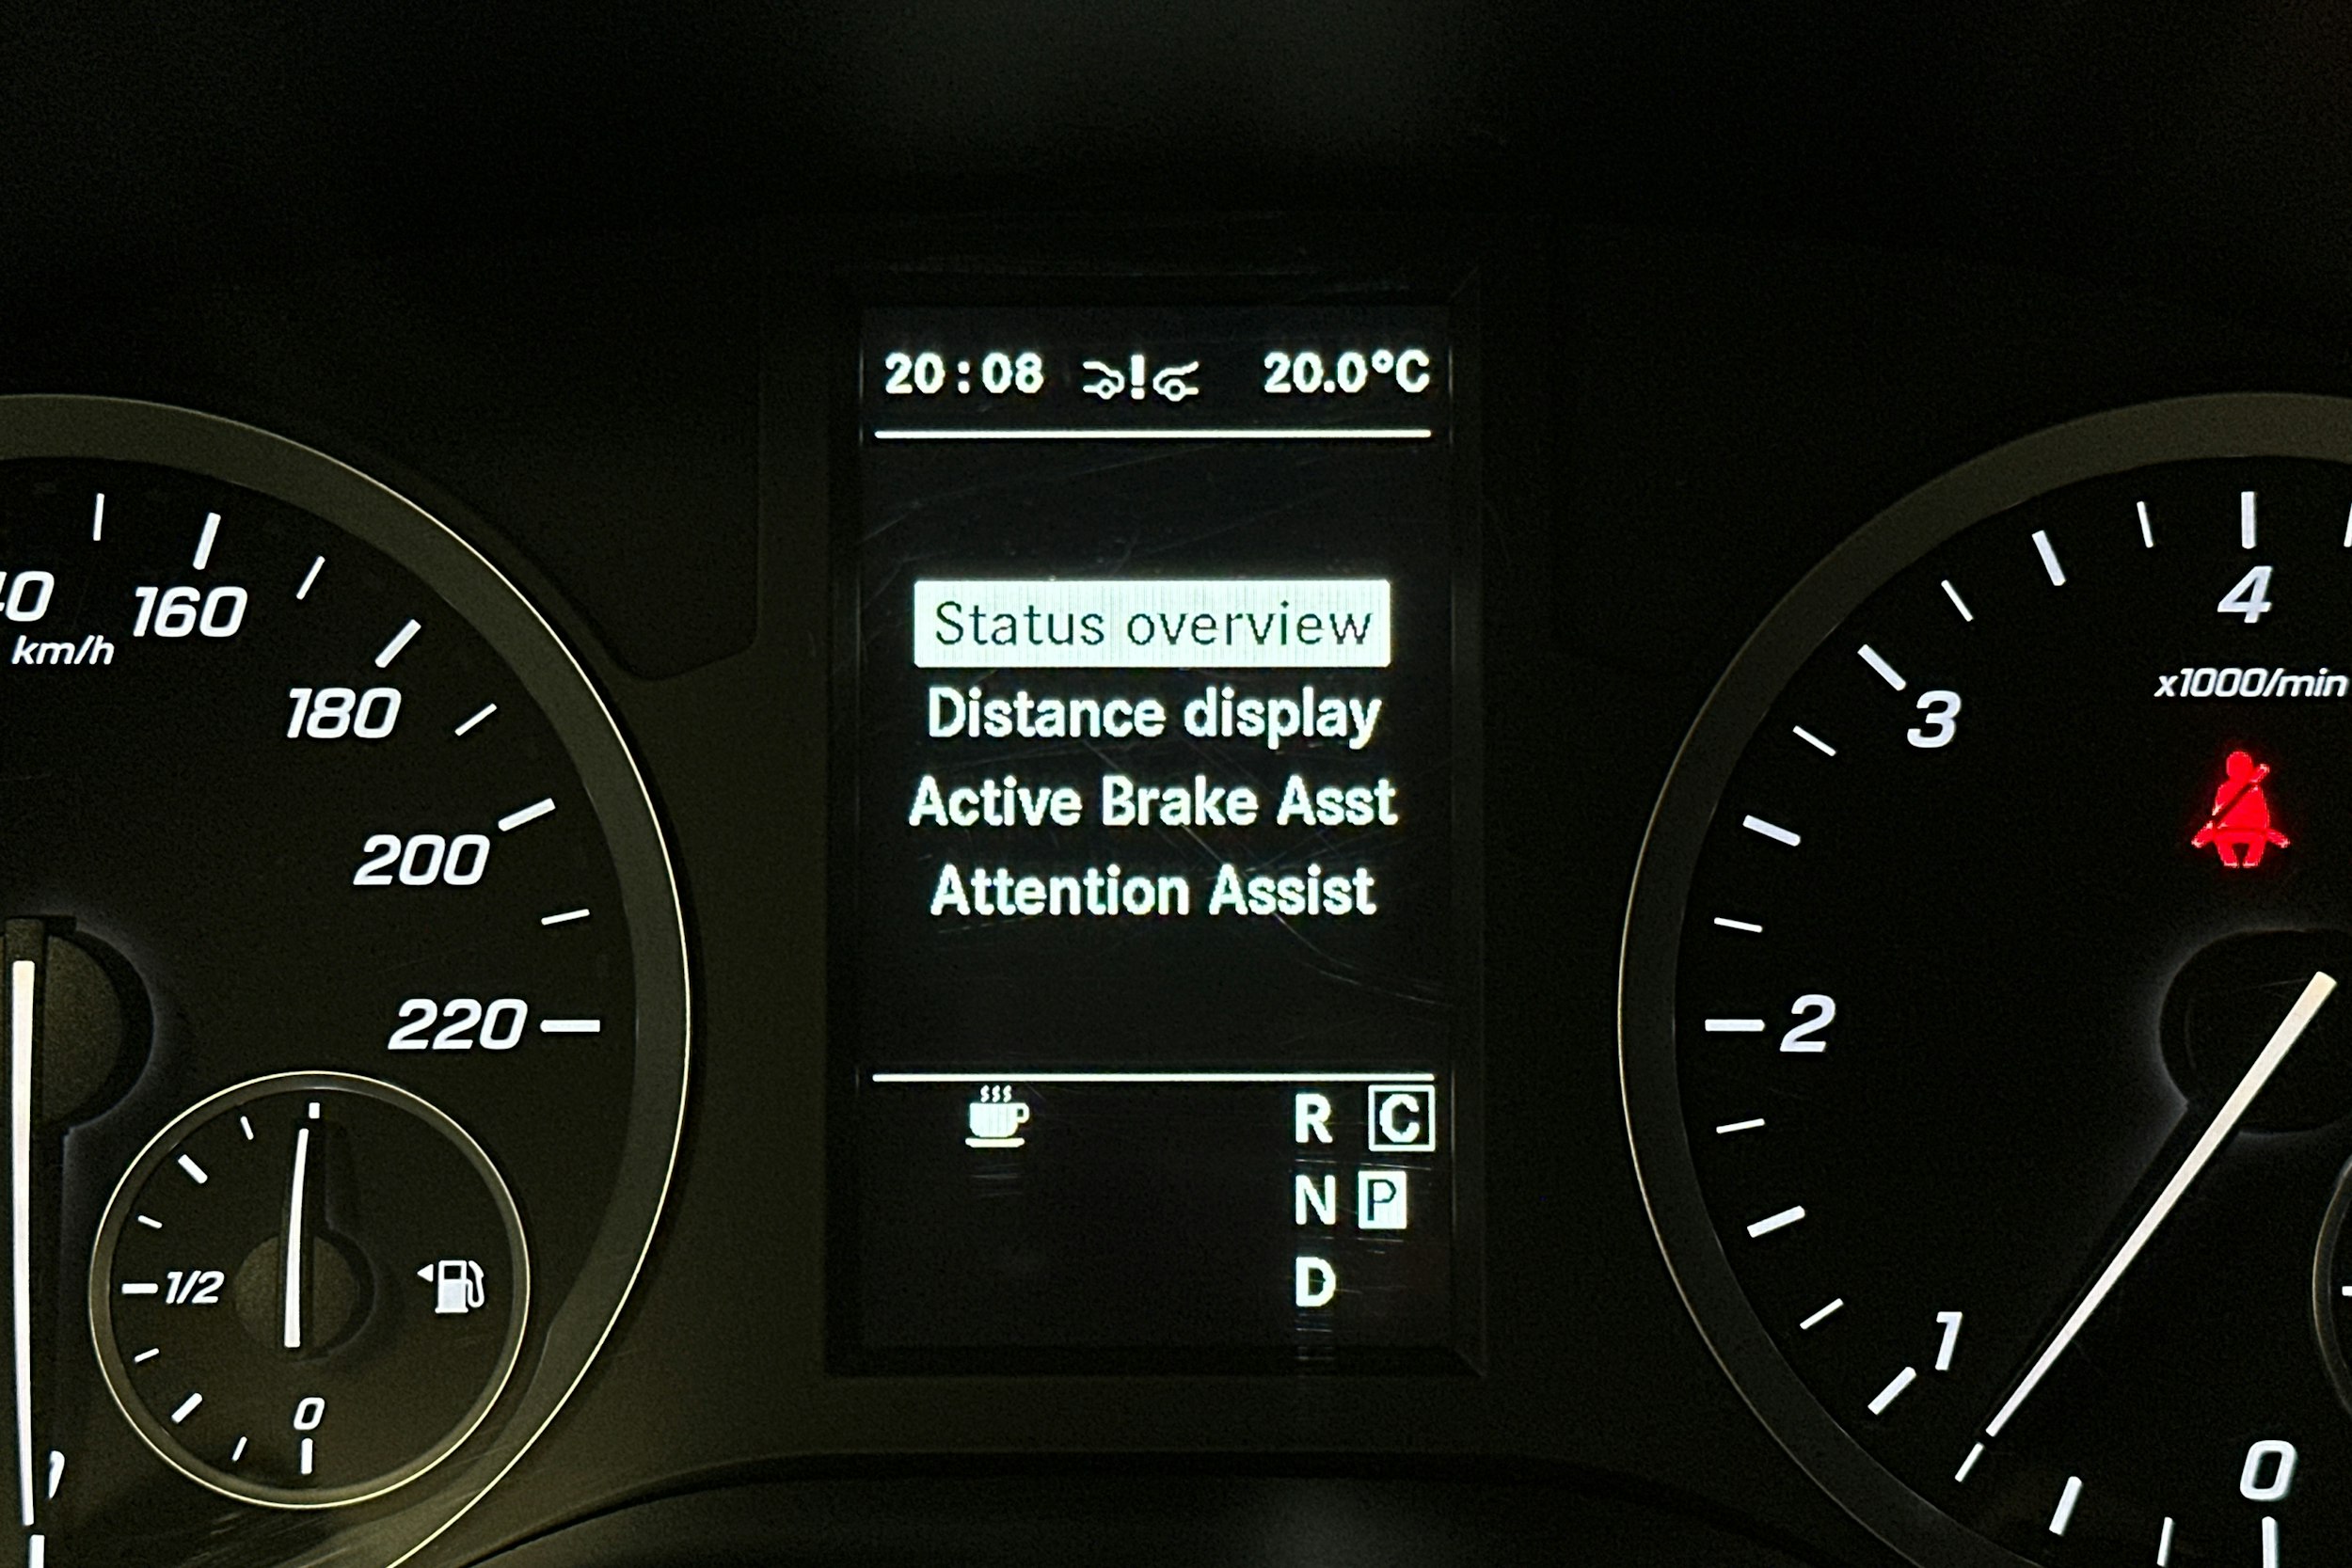 20:08 20.0°C
Status overview
Distance display
Active Brake Asst
Attention Assist
R C
N P
D
160
km/h
180
200
220
1/2
0
4
x1000/min
3
2
1
0